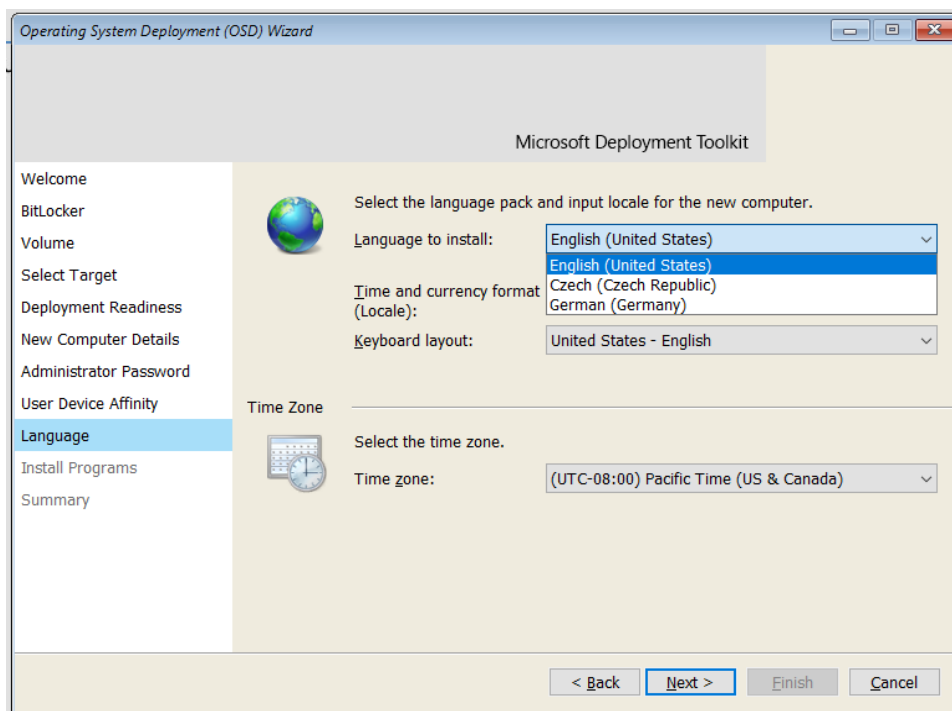 Operating System Deployment (OSD) Wizard
Microsoft Deployment Toolkit
Welcome
BitLocker
Volume
Select Target
Deployment Readiness
New Computer Details
Administrator Password
User Device Affinity
Language
Install Programs
Summary
Select the language pack and input locale for the new computer.
Language to install: English (United States)
English (United States)
Czech (Czech Republic)
German (Germany)
Time and currency format
(Locale):
Keyboard layout: United States - English
Time Zone
Select the time zone.
Time zone: (UTC-08:00) Pacific Time (US & Canada)
< Back Next > Finish Cancel